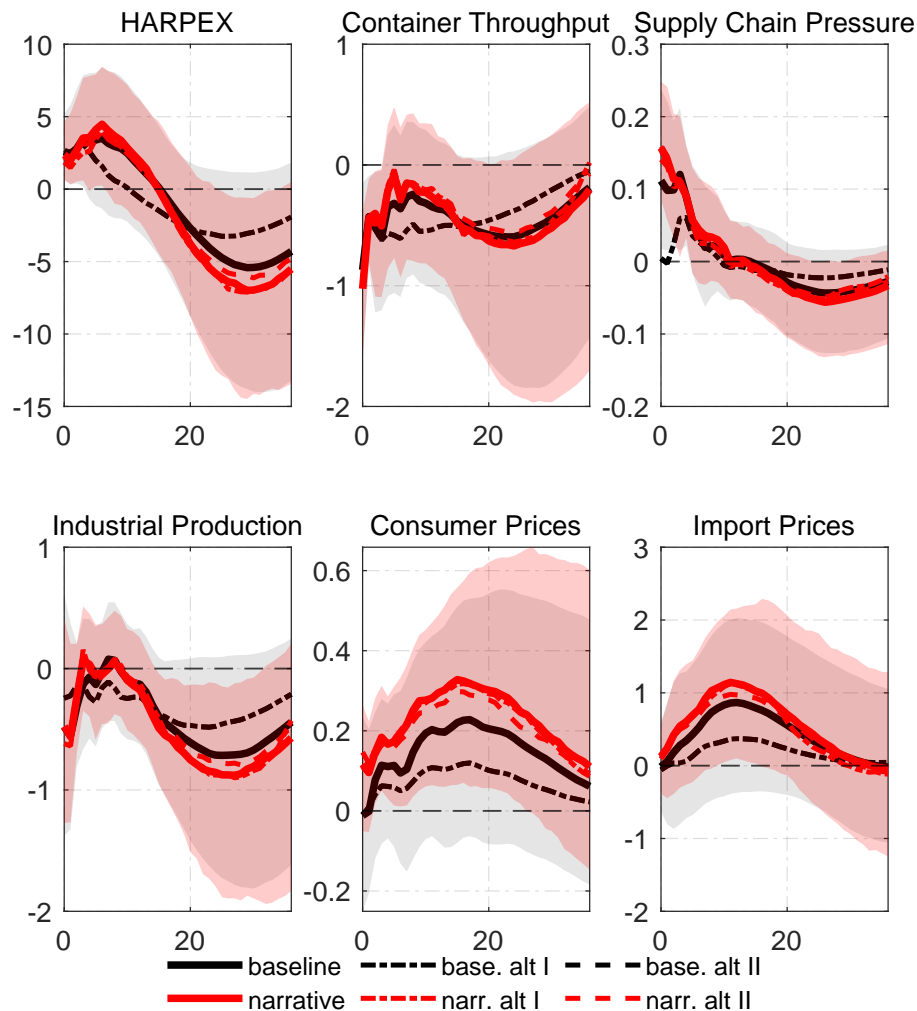 HARPEX Container Throughput Supply Chain Pressure
10 1 0.3
5 0.2
0 0 0.1
-5 -1 0
-10 -0.1
-15 -2 -0.2
0 20 0 20 0 20
Industrial Production Consumer Prices Import Prices
1 0.6 3
0 0.4 2
0.2 1
-1 0 0
-1
-2 -0.2 -2
0 20 0 20 0 20
baseline base. alt I base. alt II
narrative narr. alt I narr. alt II